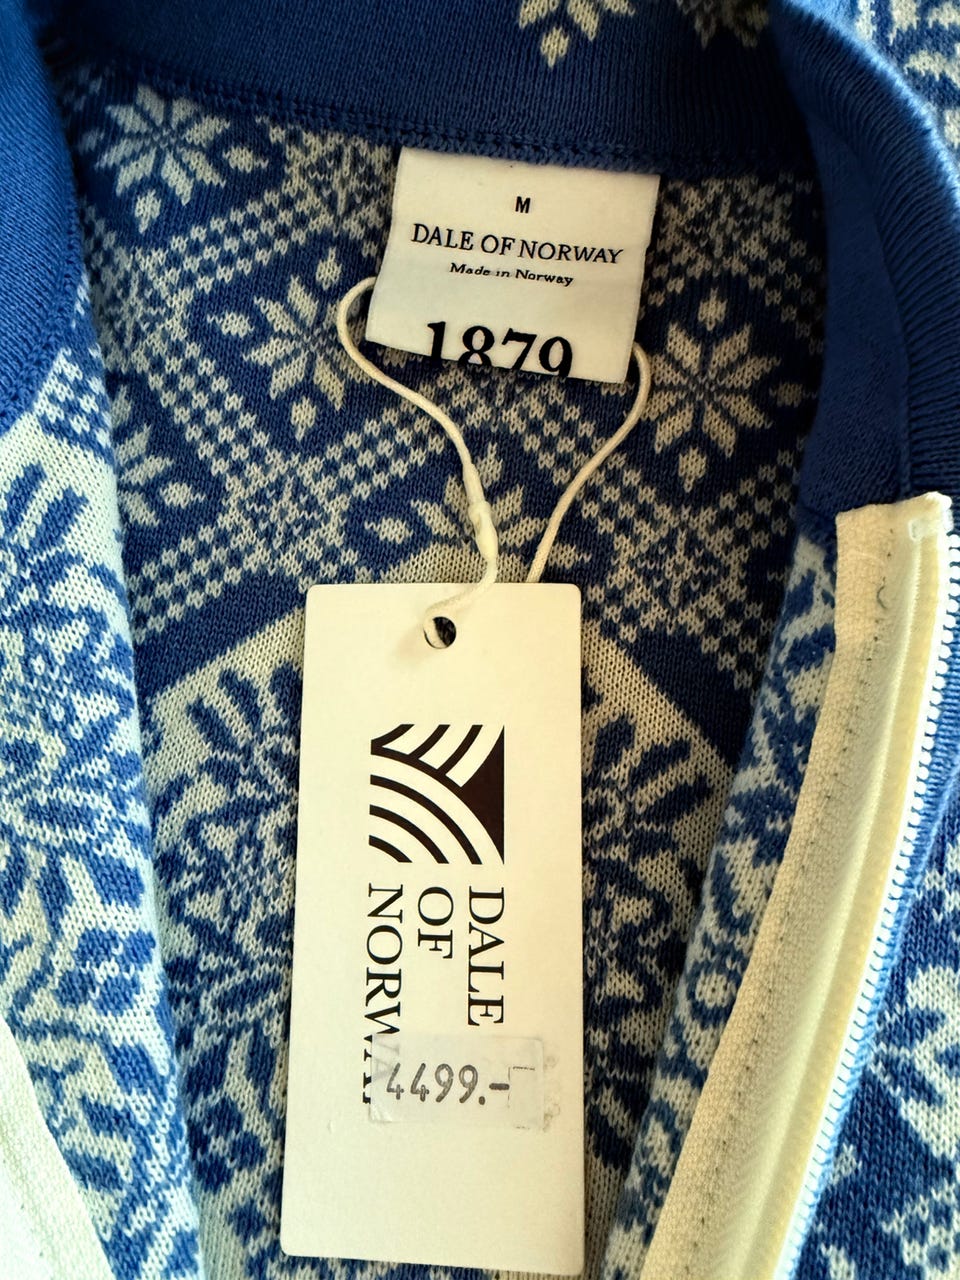 M
DALE OF NORWAY
Made in Norway
1879
DALE
OF
NORWAY
4499.-